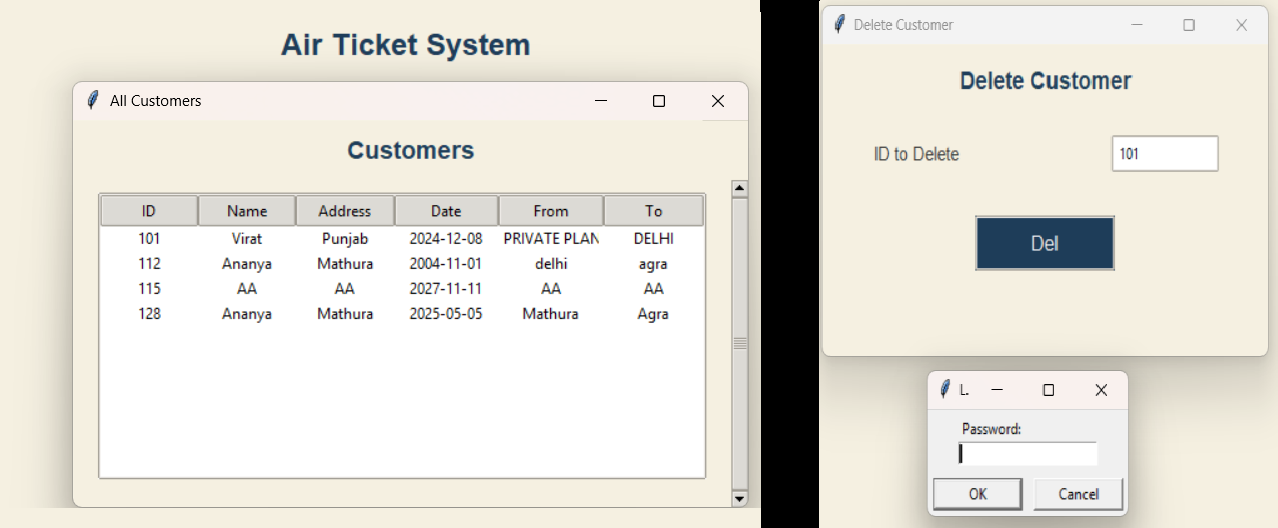 Air Ticket System
All Customers
Customers
ID Name Address Date From To
101 Virat Punjab 2024-12-08 PRIVATE PLAN DELHI
112 Ananya Mathura 2004-11-01 delhi agra
115 AA AA 2027-11-11 AA AA
128 Ananya Mathura 2025-05-05 Mathura Agra
Delete Customer
Delete Customer
ID to Delete 101
Del
L.
Password:
OK Cancel